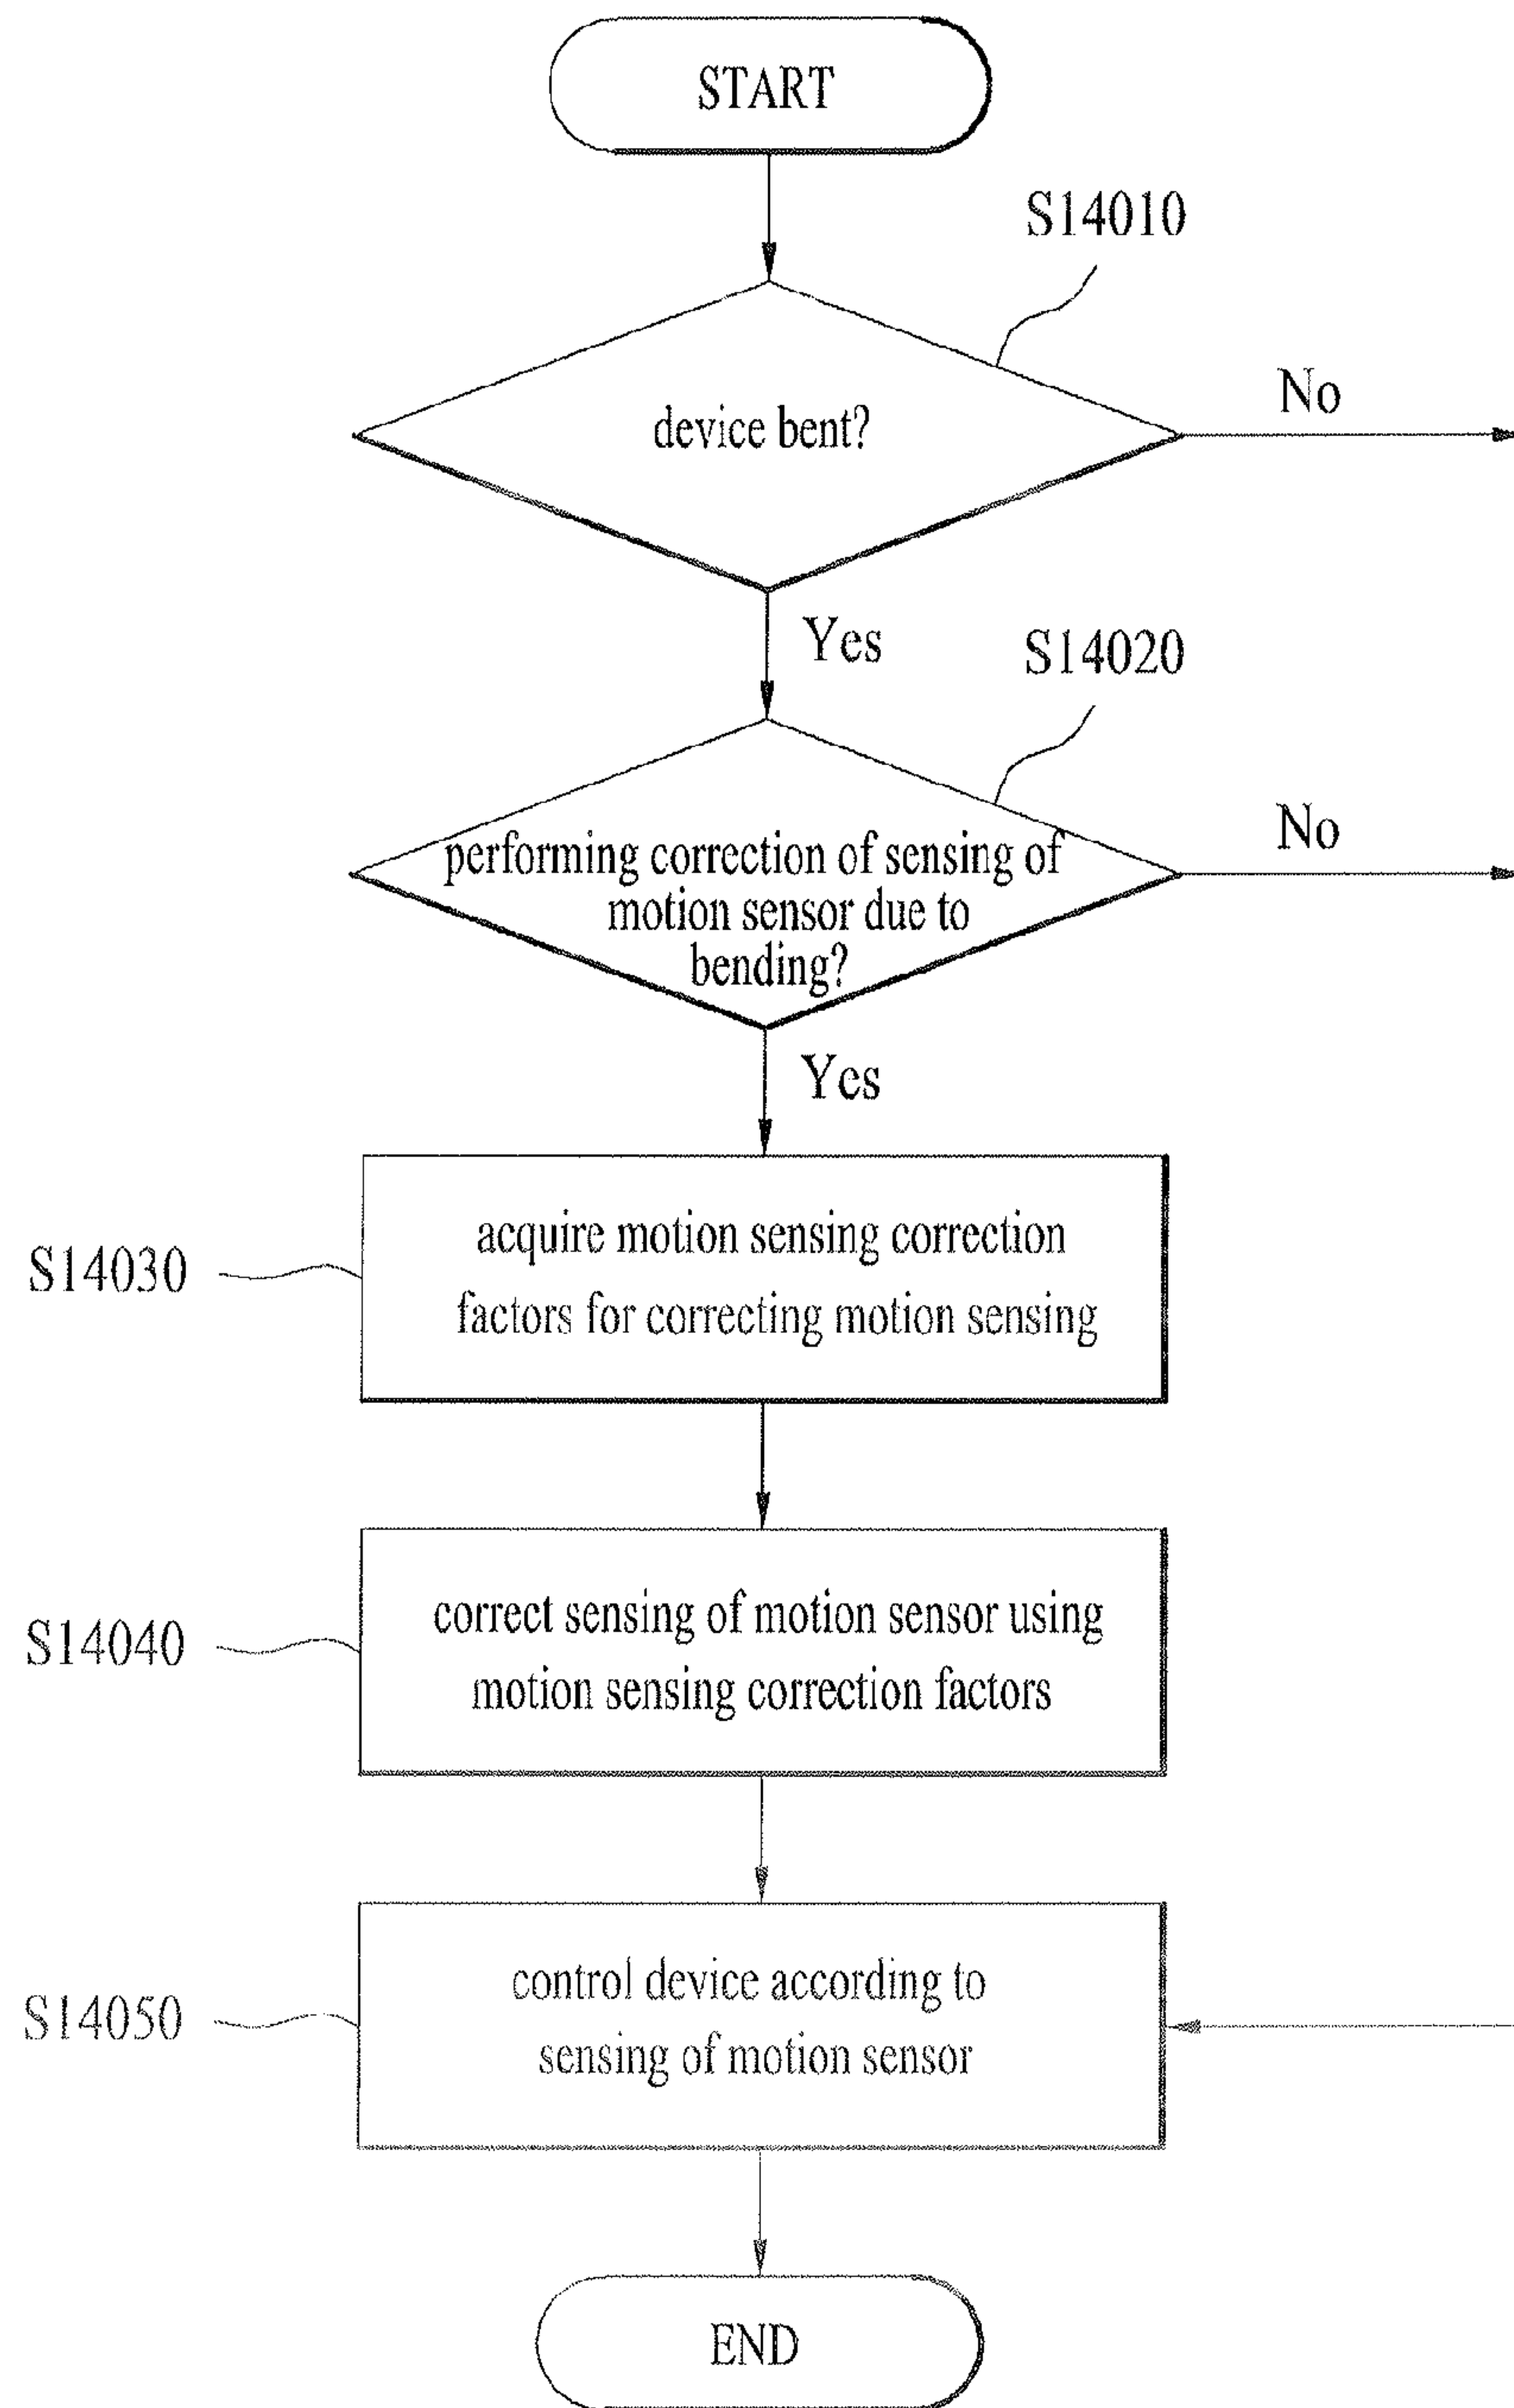 START
S14010
device bent?
No
Yes
S14020
performing correction of sensing of
motion sensor due to
bending?
No
Yes
S14030
acquire motion sensing correction
factors for correcting motion sensing
S14040
correct sensing of motion sensor using
motion sensing correction factors
S14050
control device according to
sensing of motion sensor
END